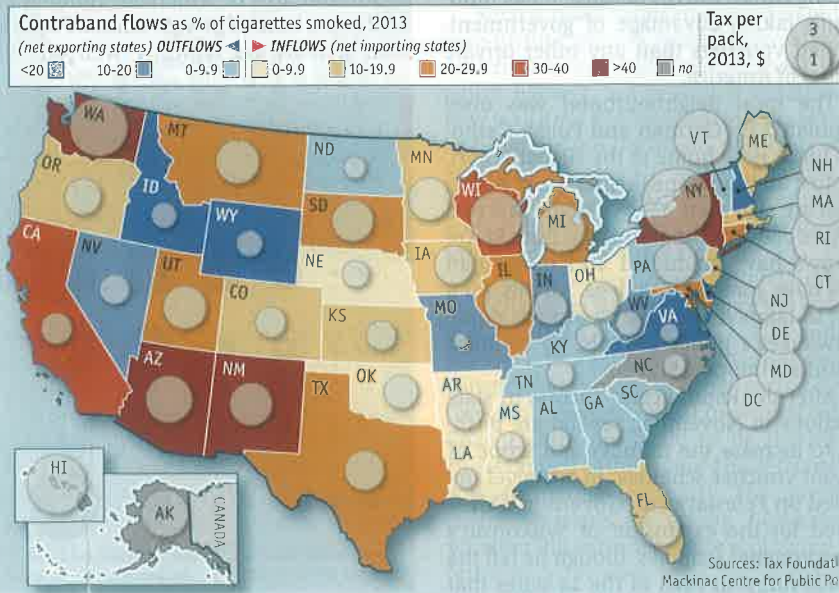 Contraband flows as % of cigarettes smoked, 2013
(net exporting states) OUTFLOWS INFLOWS (net importing states)
<20 10-20 0-9.9 0-9.9 10-19.9 20-29.9 30-40 >40 no
Tax per
pack,
2013, $
3
1
WA
MT
ND
MN
VT
ME
OR
ID
SD
WI
MI
NY
NH
MA
WY
CA
NV
NE
IA
RI
UT
CO
IL
IN
OH
PA
CT
KS
MO
WV
VA
NJ
KY
DE
AZ
NM
OK
TN
NC
MD
TX
AR
SC
DC
MS
AL
GA
LA
HI
FL
AK
CANADA
Sources: Tax Foundat
Mackinac Centre for Public Po